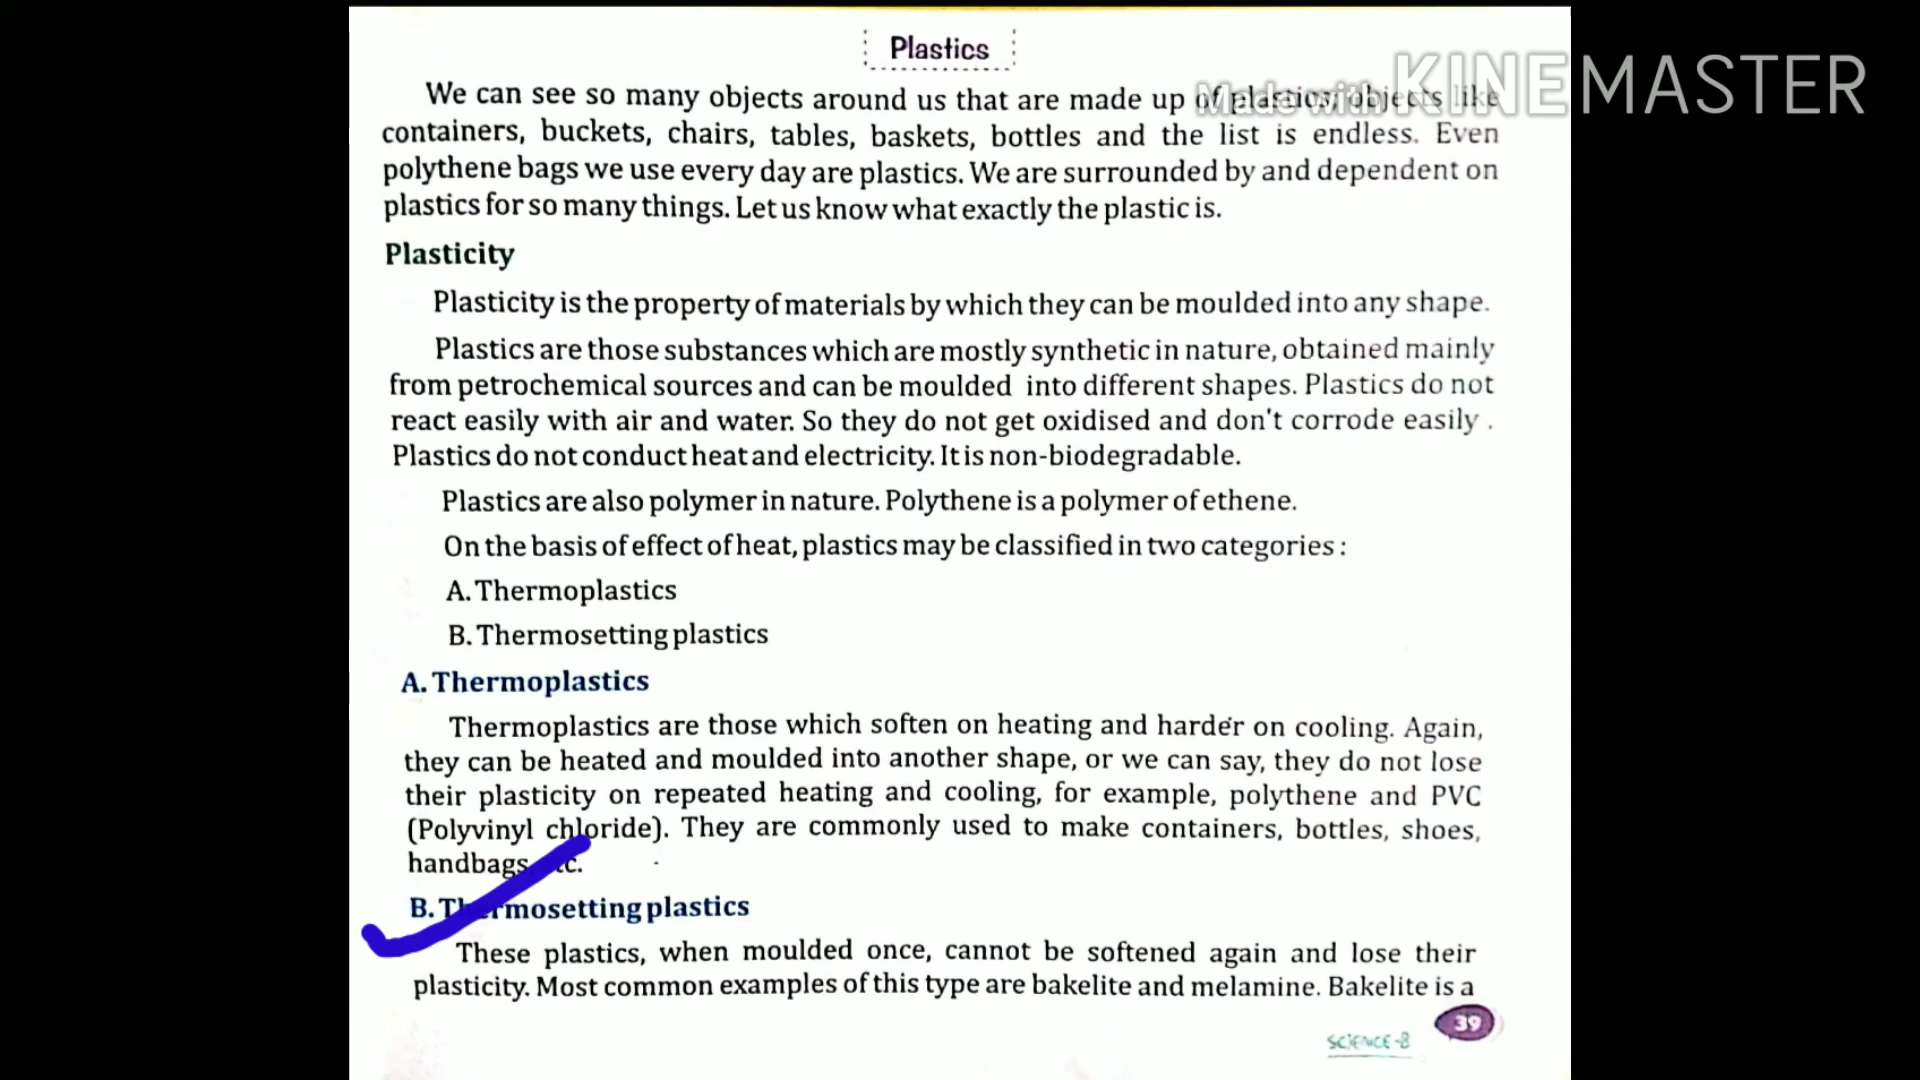 Plastics
Made with KINEMASTER
We can see so many objects around us that are made up of plastics; objects like
containers, buckets, chairs, tables, baskets, bottles and the list is endless. Even
polythene bags we use every day are plastics. We are surrounded by and dependent on
plastics for so many things. Let us know what exactly the plastic is.
Plasticity
Plasticity is the property of materials by which they can be moulded into any shape.
Plastics are those substances which are mostly synthetic in nature, obtained mainly
from petrochemical sources and can be moulded into different shapes. Plastics do not
react easily with air and water. So they do not get oxidised and don't corrode easily .
Plastics do not conduct heat and electricity. It is non-biodegradable.
Plastics are also polymer in nature. Polythene is a polymer of ethene.
On the basis of effect of heat, plastics may be classified in two categories :
A. Thermoplastics
B. Thermosetting plastics
A. Thermoplastics
Thermoplastics are those which soften on heating and harder on cooling. Again,
they can be heated and moulded into another shape, or we can say, they do not lose
their plasticity on repeated heating and cooling, for example, polythene and PVC
(Polyvinyl chloride). They are commonly used to make containers, bottles, shoes,
handbags etc.
B. Thermosetting plastics
These plastics, when moulded once, cannot be softened again and lose their
plasticity. Most common examples of this type are bakelite and melamine. Bakelite is a
39
SCIENCE-8